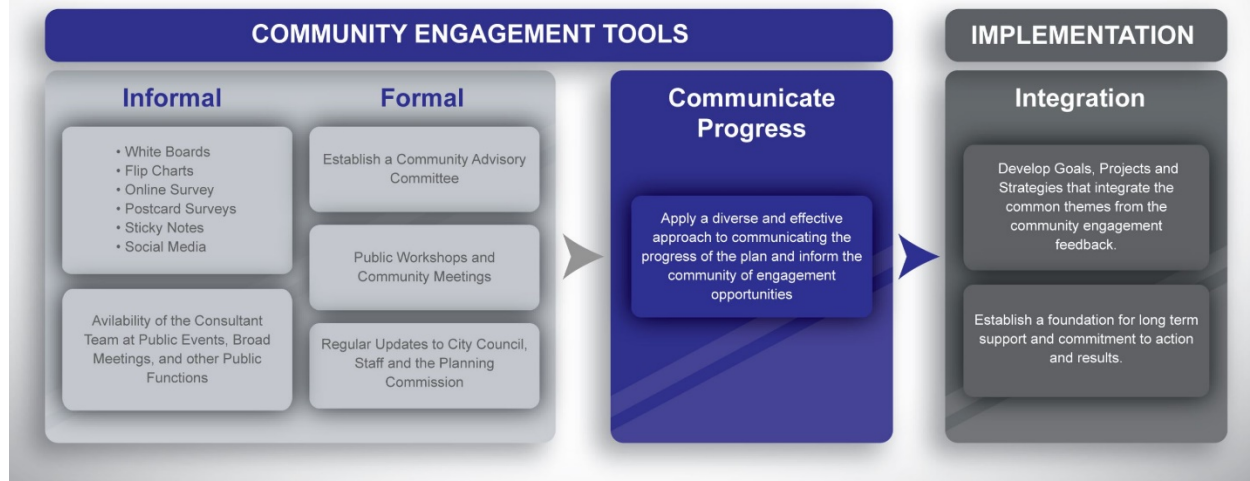 COMMUNITY ENGAGEMENT TOOLS
Informal
• White Boards
• Flip Charts
• Online Survey
• Postcard Surveys
• Sticky Notes
• Social Media
Avilability of the Consultant
Team at Public Events, Broad
Meetings, and other Public
Functions
Formal
Establish a Community Advisory
Committee
Public Workshops and
Community Meetings
Regular Updates to City Council,
Staff and the Planning
Commission
Communicate
Progress
Apply a diverse and effective
approach to communicating the
progress of the plan and inform the
community of engagement
opportunities
IMPLEMENTATION
Integration
Develop Goals, Projects and
Strategies that integrate the
common themes from the
community engagement
feedback.
Establish a foundation for long term
support and commitment to action
and results.